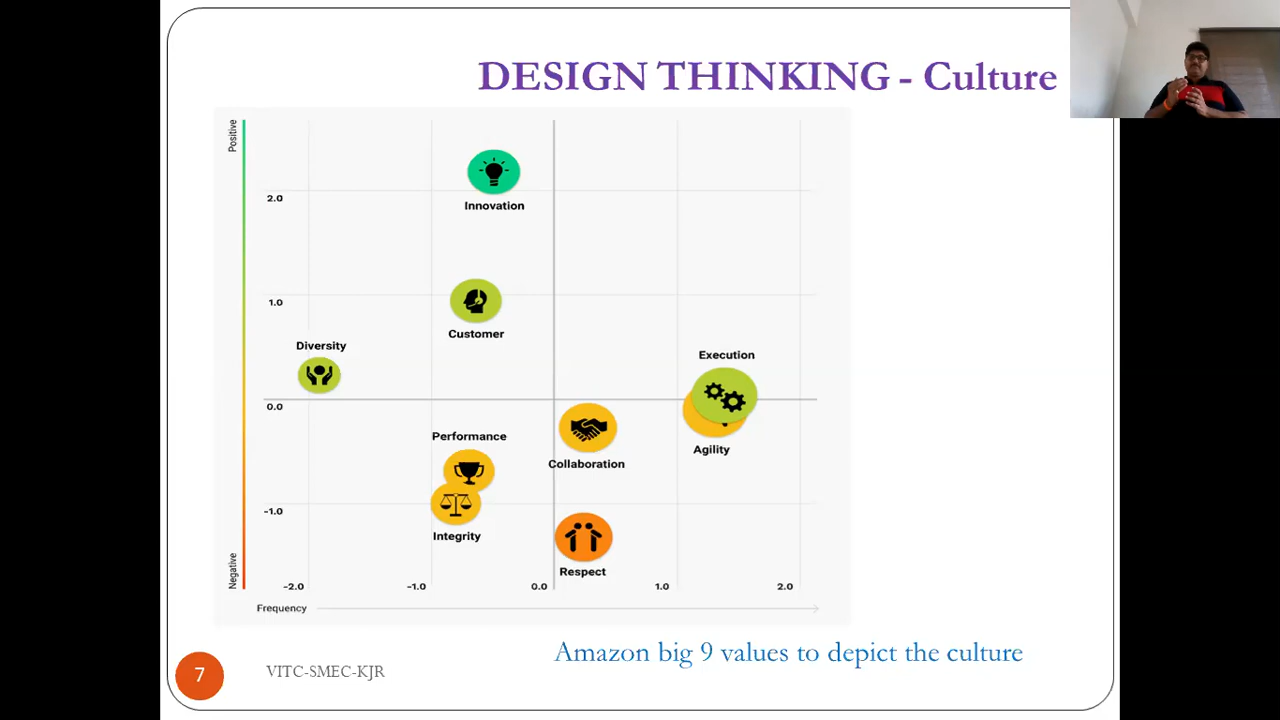 DESIGN THINKING - Culture
Positive
2.0
Innovation
1.0
Customer
Diversity
Execution
0.0
Performance
Collaboration
Agility
-1.0
Integrity
Respect
Negative
-2.0 -1.0 0.0 1.0 2.0
Frequency
Amazon big 9 values to depict the culture
7
VITC-SMEC-KJR